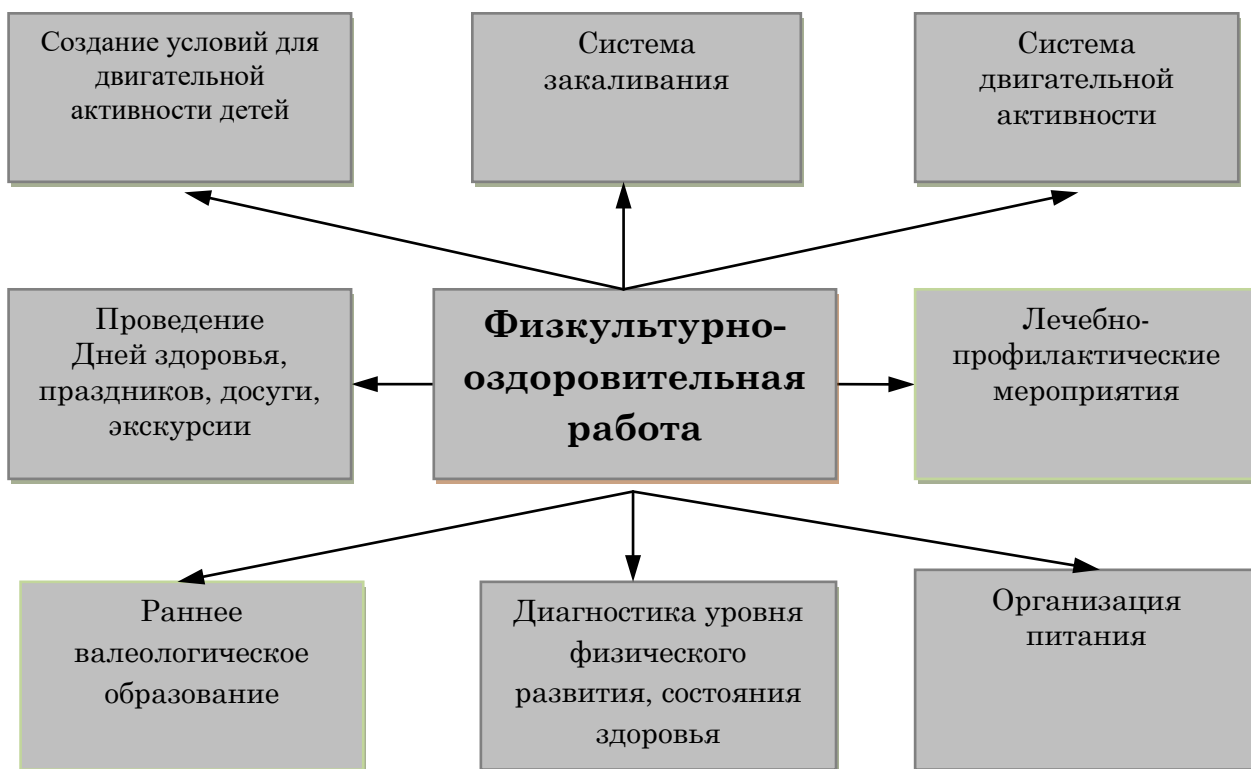 Создание условий для
двигательной
активности детей
Система
закаливания
Система
двигательной
активности
Проведение
Дней здоровья,
праздников, досуги,
экскурсии
Физкультурно-
оздоровительная
работа
Лечебно-
профилактические
мероприятия
Раннее
валеологическое
образование
Диагностика уровня
физического
развития, состояния
здоровья
Организация
питания